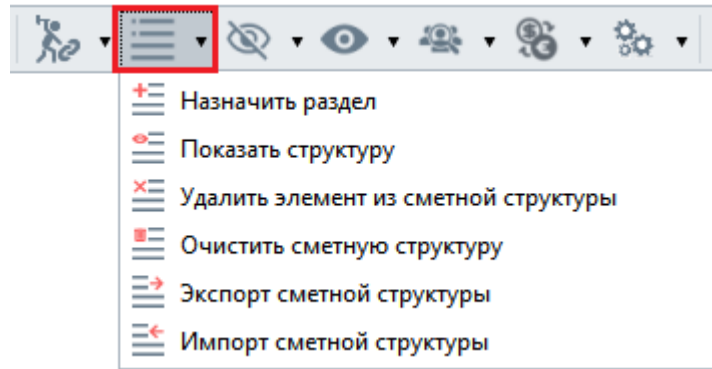 Назначить раздел
Показать структуру
Удалить элемент из сметной структуры
Очистить сметную структуру
Экспорт сметной структуры
Импорт сметной структуры